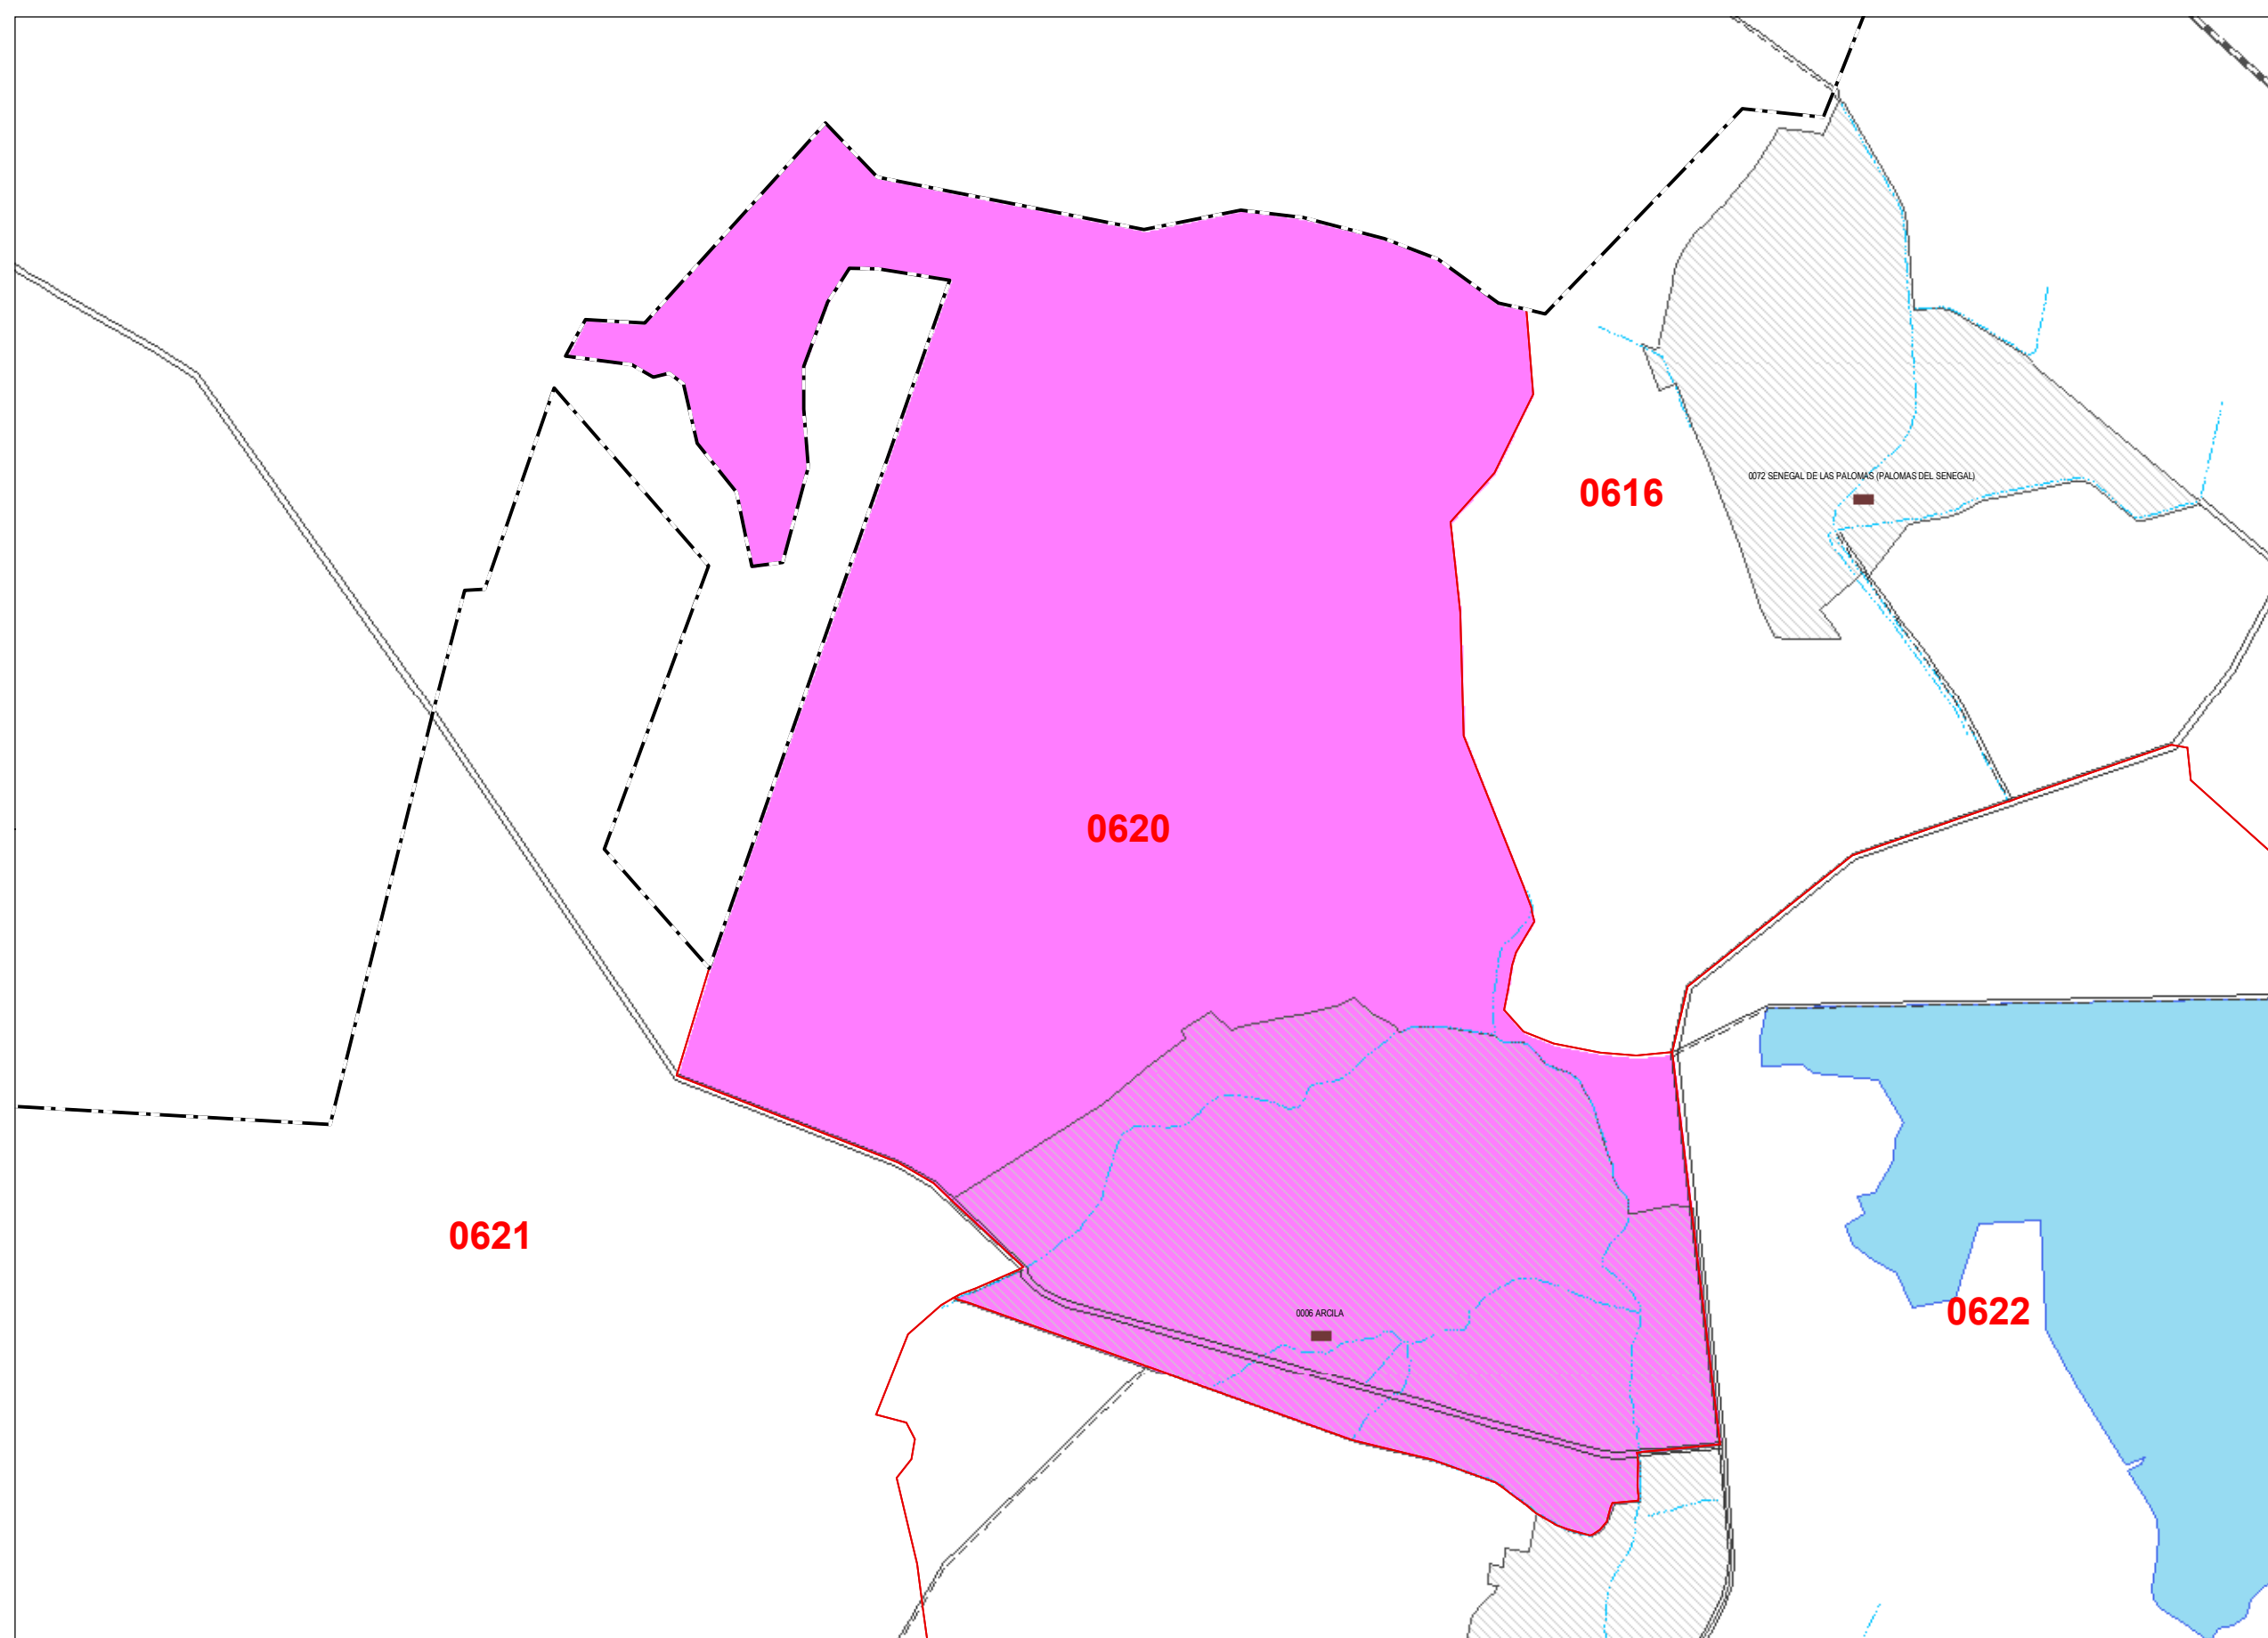 0072 SENEGAL DE LAS PALOMAS (PALOMAS DEL SENEGAL)
0616
0620
0621
0006 ARCILA
0622